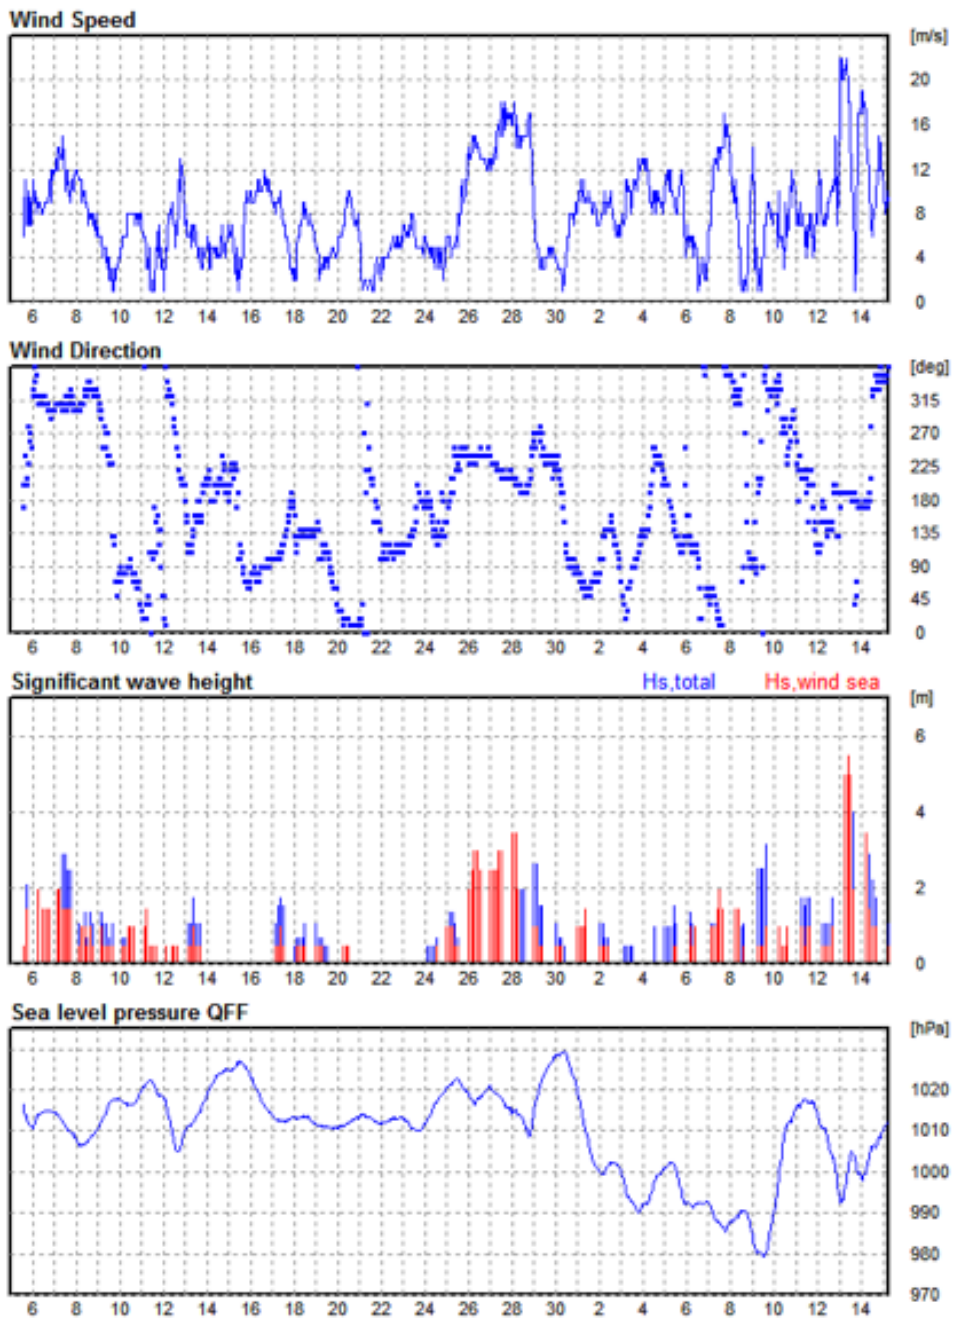 Wind Speed
[m/s]
20
16
12
8
4
0
6 8 10 12 14 16 18 20 22 24 26 28 30 2 4 6 8 10 12 14
Wind Direction
[deg]
315
270
225
180
135
90
45
0
6 8 10 12 14 16 18 20 22 24 26 28 30 2 4 6 8 10 12 14
Significant wave height Hs,total Hs,wind sea
[m]
6
4
2
0
6 8 10 12 14 16 18 20 22 24 26 28 30 2 4 6 8 10 12 14
Sea level pressure QFF
[hPa]
1020
1010
1000
990
980
970
6 8 10 12 14 16 18 20 22 24 26 28 30 2 4 6 8 10 12 14